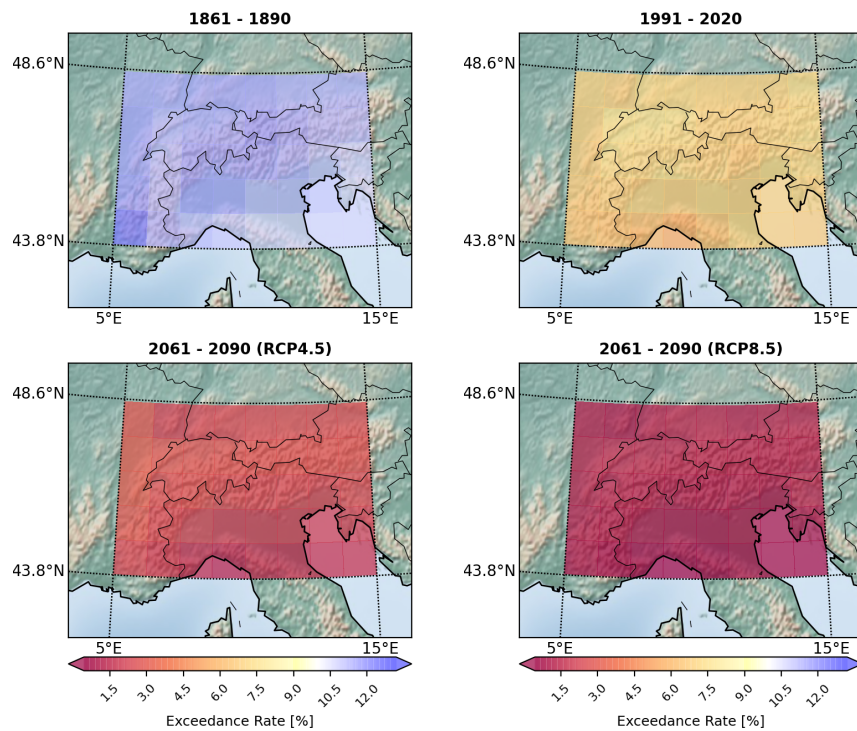 1861 - 1890
1991 - 2020
48.6°N
43.8°N
5°E
15°E
48.6°N
43.8°N
5°E
15°E
2061 - 2090 (RCP4.5)
2061 - 2090 (RCP8.5)
48.6°N
43.8°N
5°E
15°E
48.6°N
43.8°N
5°E
15°E
1.5 3.0 4.5 6.0 7.5 9.0 10.5 12.0
Exceedance Rate [%]
1.5 3.0 4.5 6.0 7.5 9.0 10.5 12.0
Exceedance Rate [%]